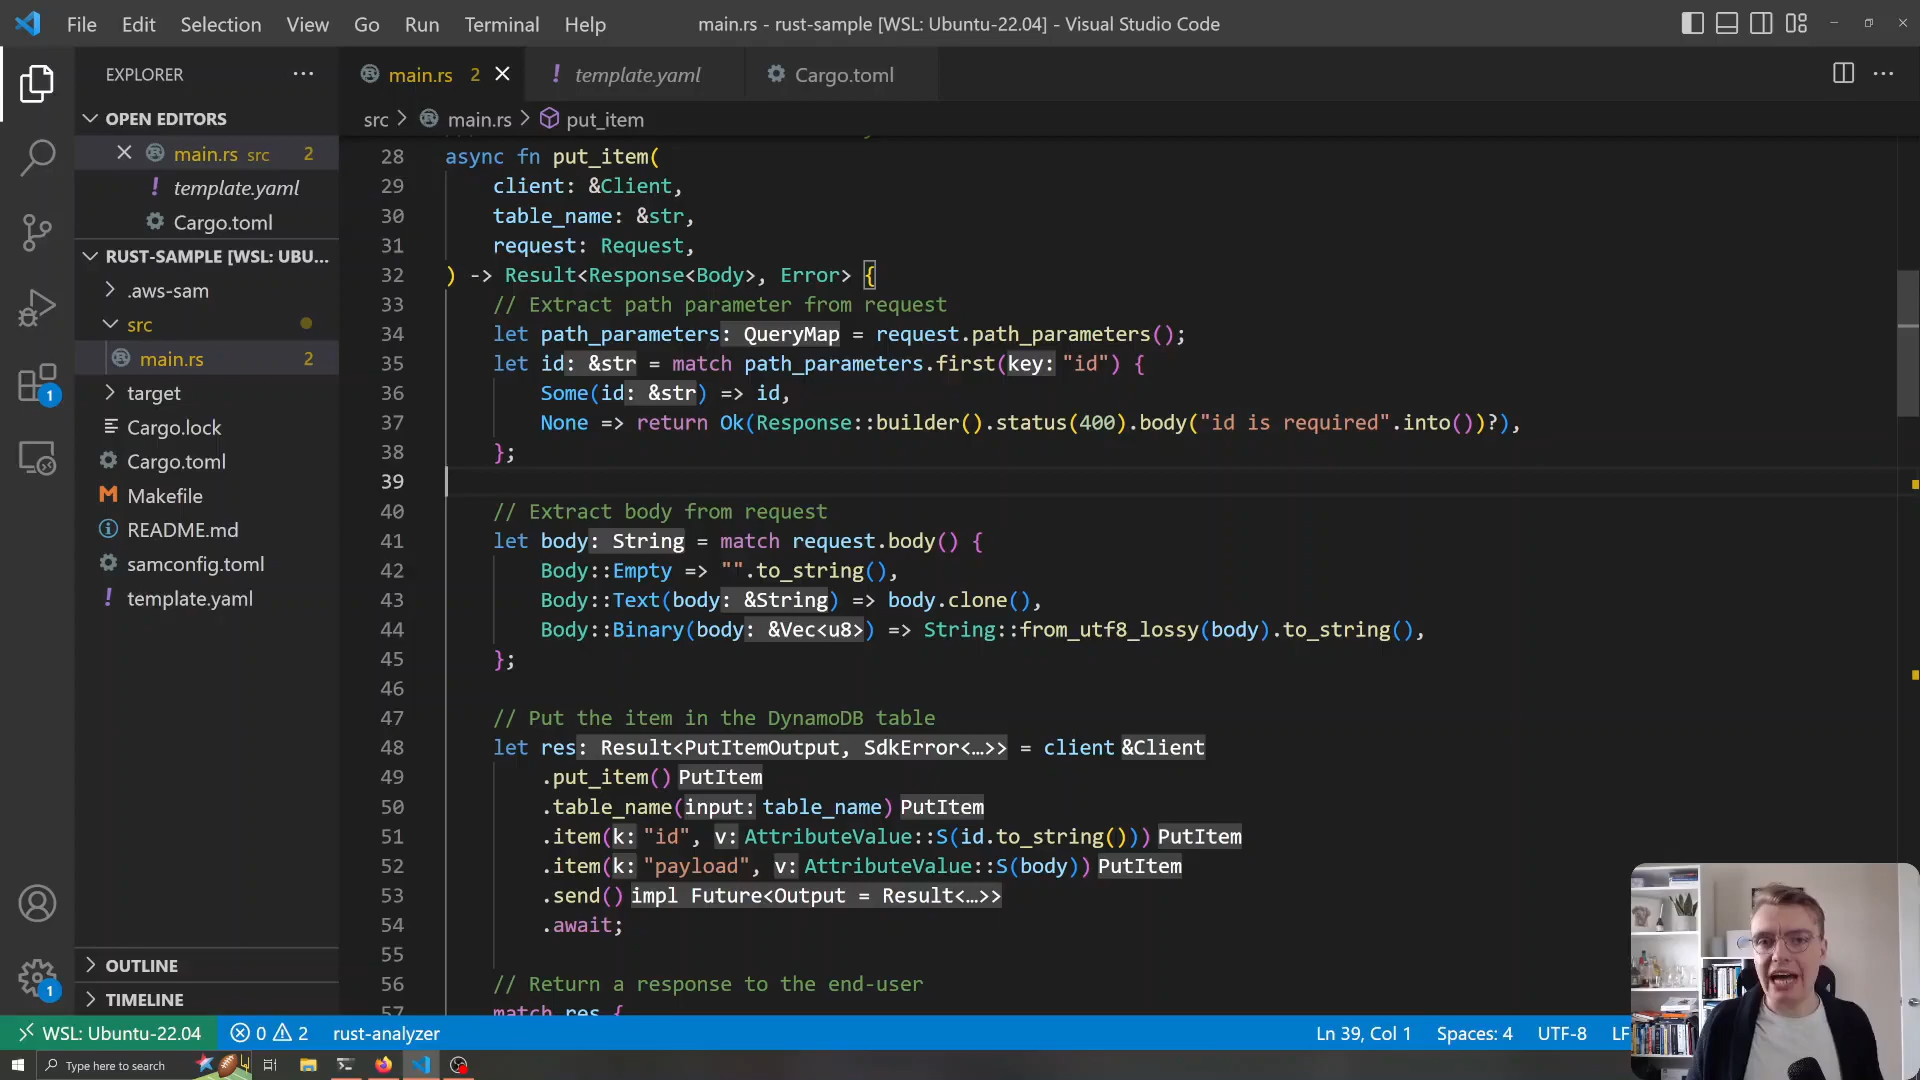 File Edit Selection View Go Run Terminal Help
main.rs - rust-sample [WSL: Ubuntu-22.04] - Visual Studio Code
EXPLORER
OPEN EDITORS
main.rs src 2
template.yaml
Cargo.toml
RUST-SAMPLE [WSL: UBU...
.aws-sam
src
main.rs 2
target
Cargo.lock
Cargo.toml
Makefile
README.md
samconfig.toml
template.yaml
OUTLINE
TIMELINE
1
1
main.rs 2
template.yaml
Cargo.toml
src > main.rs > put_item
28 async fn put_item(
29 client: &Client,
30 table_name: &str,
31 request: Request,
32 ) -> Result<Response<Body>, Error> {
33 // Extract path parameter from request
34 let path_parameters: QueryMap = request.path_parameters();
35 let id: &str = match path_parameters.first(key: "id") {
36 Some(id: &str) => id,
37 None => return Ok(Response::builder().status(400).body("id is required".into())?),
38 };
39
40 // Extract body from request
41 let body: String = match request.body() {
42 Body::Empty => "".to_string(),
43 Body::Text(body: &String) => body.clone(),
44 Body::Binary(body: &Vec<u8>) => String::from_utf8_lossy(body).to_string(),
45 };
46
47 // Put the item in the DynamoDB table
48 let res: Result<PutItemOutput, SdkError<…>> = client &Client
49 .put_item() PutItem
50 .table_name(input: table_name) PutItem
51 .item(k: "id", v: AttributeValue::S(id.to_string())) PutItem
52 .item(k: "payload", v: AttributeValue::S(body)) PutItem
53 .send() impl Future<Output = Result<…>>
54 .await;
55
56 // Return a response to the end-user
57 match res {
WSL: Ubuntu-22.04 0 2 rust-analyzer
Ln 39, Col 1 Spaces: 4 UTF-8 LF
Type here to search